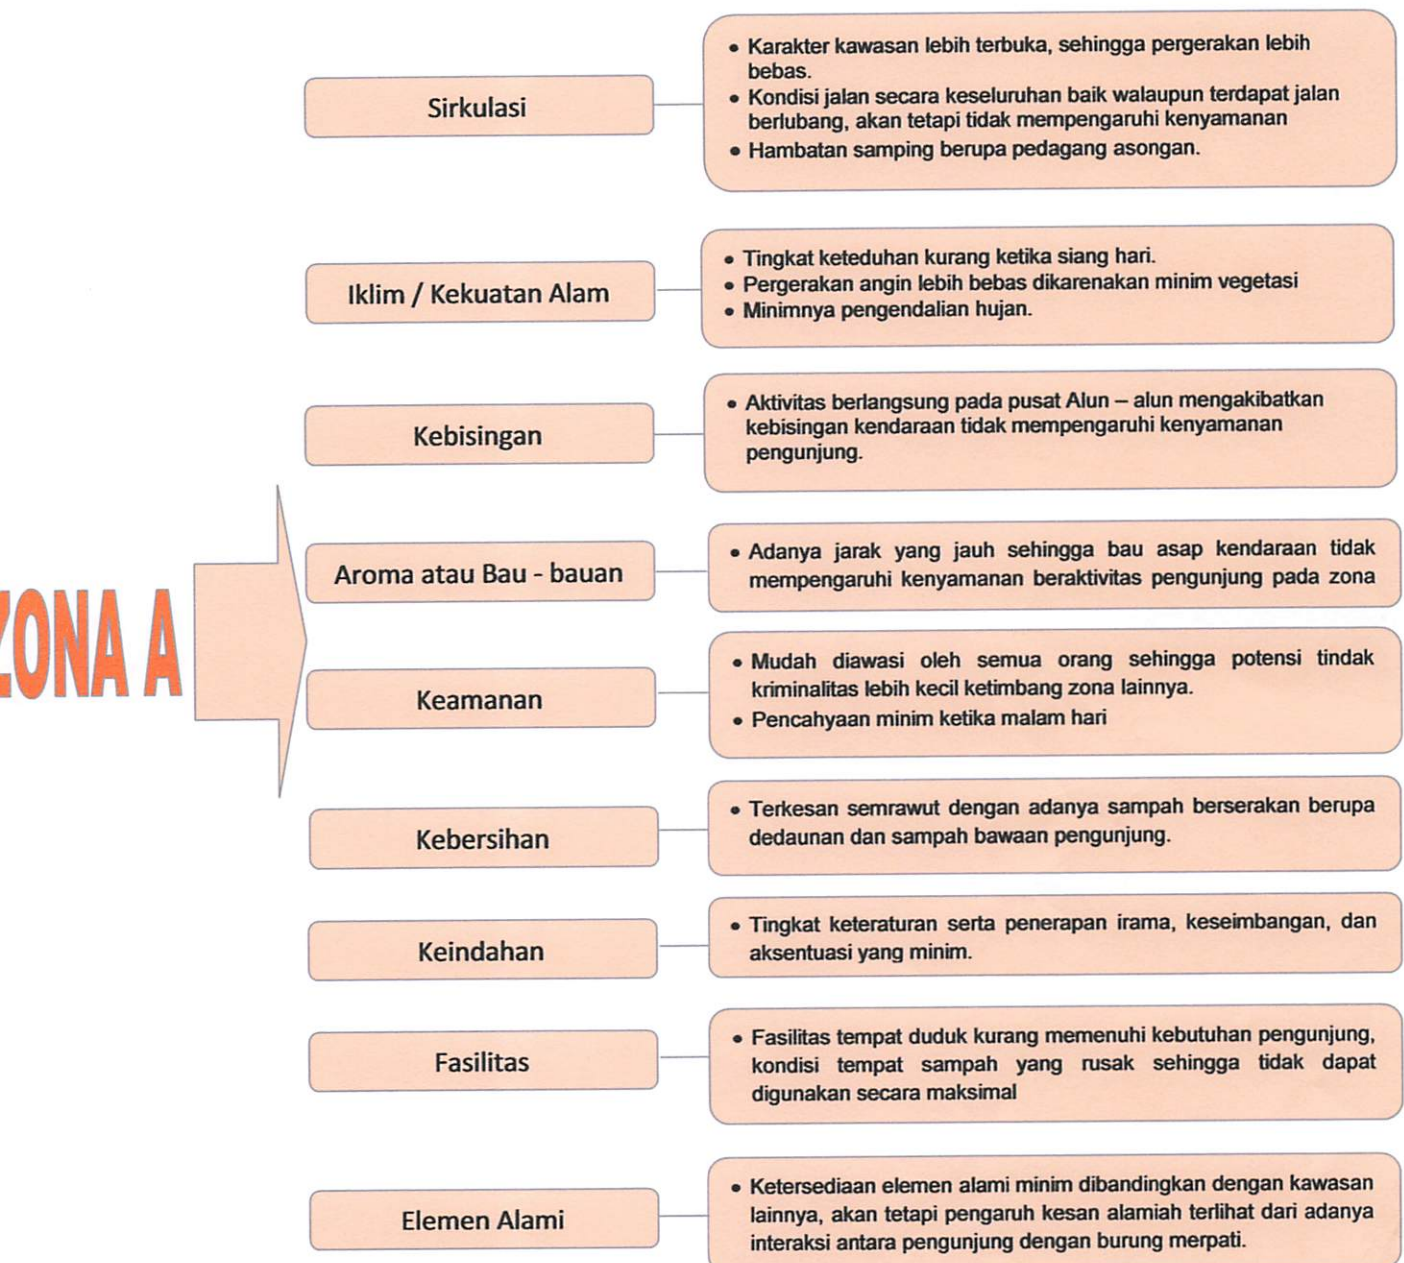 ZONA A
Sirkulasi
• Karakter kawasan lebih terbuka, sehingga pergerakan lebih
bebas.
• Kondisi jalan secara keseluruhan baik walaupun terdapat jalan
berlubang, akan tetapi tidak mempengaruhi kenyamanan
• Hambatan samping berupa pedagang asongan.
Iklim / Kekuatan Alam
• Tingkat keteduhan kurang ketika siang hari.
• Pergerakan angin lebih bebas dikarenakan minim vegetasi
• Minimnya pengendalian hujan.
Kebisingan
• Aktivitas berlangsung pada pusat Alun – alun mengakibatkan
kebisingan kendaraan tidak mempengaruhi kenyamanan
pengunjung.
Aroma atau Bau - bauan
• Adanya jarak yang jauh sehingga bau asap kendaraan tidak
mempengaruhi kenyamanan beraktivitas pengunjung pada zona
Keamanan
• Mudah diawasi oleh semua orang sehingga potensi tindak
kriminalitas lebih kecil ketimbang zona lainnya.
• Pencahyaan minim ketika malam hari
Kebersihan
• Terkesan semrawut dengan adanya sampah berserakan berupa
dedaunan dan sampah bawaan pengunjung.
Keindahan
• Tingkat keteraturan serta penerapan irama, keseimbangan, dan
aksentuasi yang minim.
Fasilitas
• Fasilitas tempat duduk kurang memenuhi kebutuhan pengunjung,
kondisi tempat sampah yang rusak sehingga tidak dapat
digunakan secara maksimal
Elemen Alami
• Ketersediaan elemen alami minim dibandingkan dengan kawasan
lainnya, akan tetapi pengaruh kesan alamiah terlihat dari adanya
interaksi antara pengunjung dengan burung merpati.